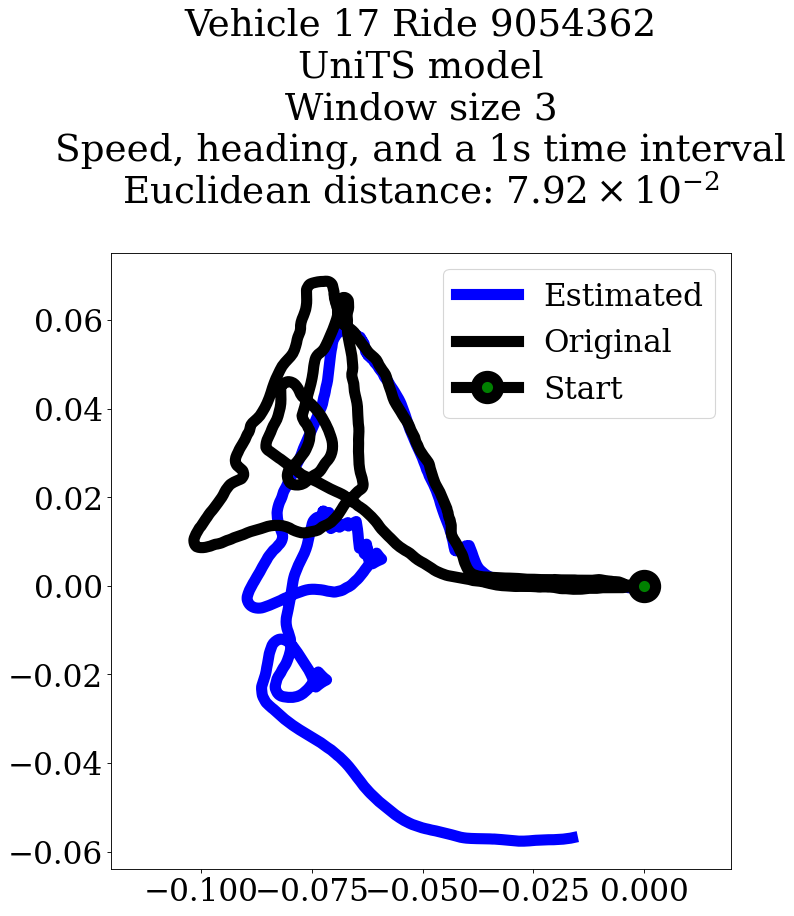 Vehicle 17 Ride 9054362
UniTS model
Window size 3
Speed, heading, and a 1s time interval
Euclidean distance: 7.92 × 10⁻²
Estimated
Original
Start
0.06
0.04
0.02
0.00
−0.02
−0.04
−0.06
−0.100 −0.075 −0.050 −0.025 0.000